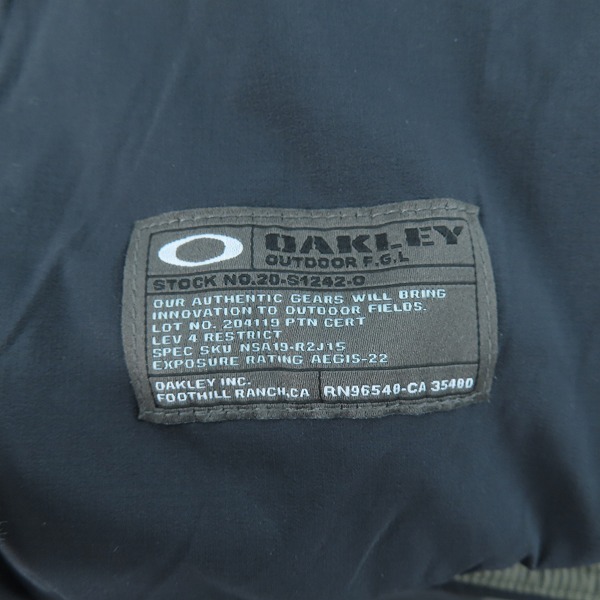 OAKLEY
OUTDOOR F.G.L
STOCK NO.20-S1242-O
OUR AUTHENTIC GEARS WILL BRING
INNOVATION TO OUTDOOR FIELDS.
LOT NO. 204119 PTN CERT
LEV 4 RESTRICT
SPEC SKU NSA19-R2J15
EXPOSURE RATING AEGIS-22
OAKLEY INC.
FOOTHILL RANCH,CA
RN96540-CA 35400